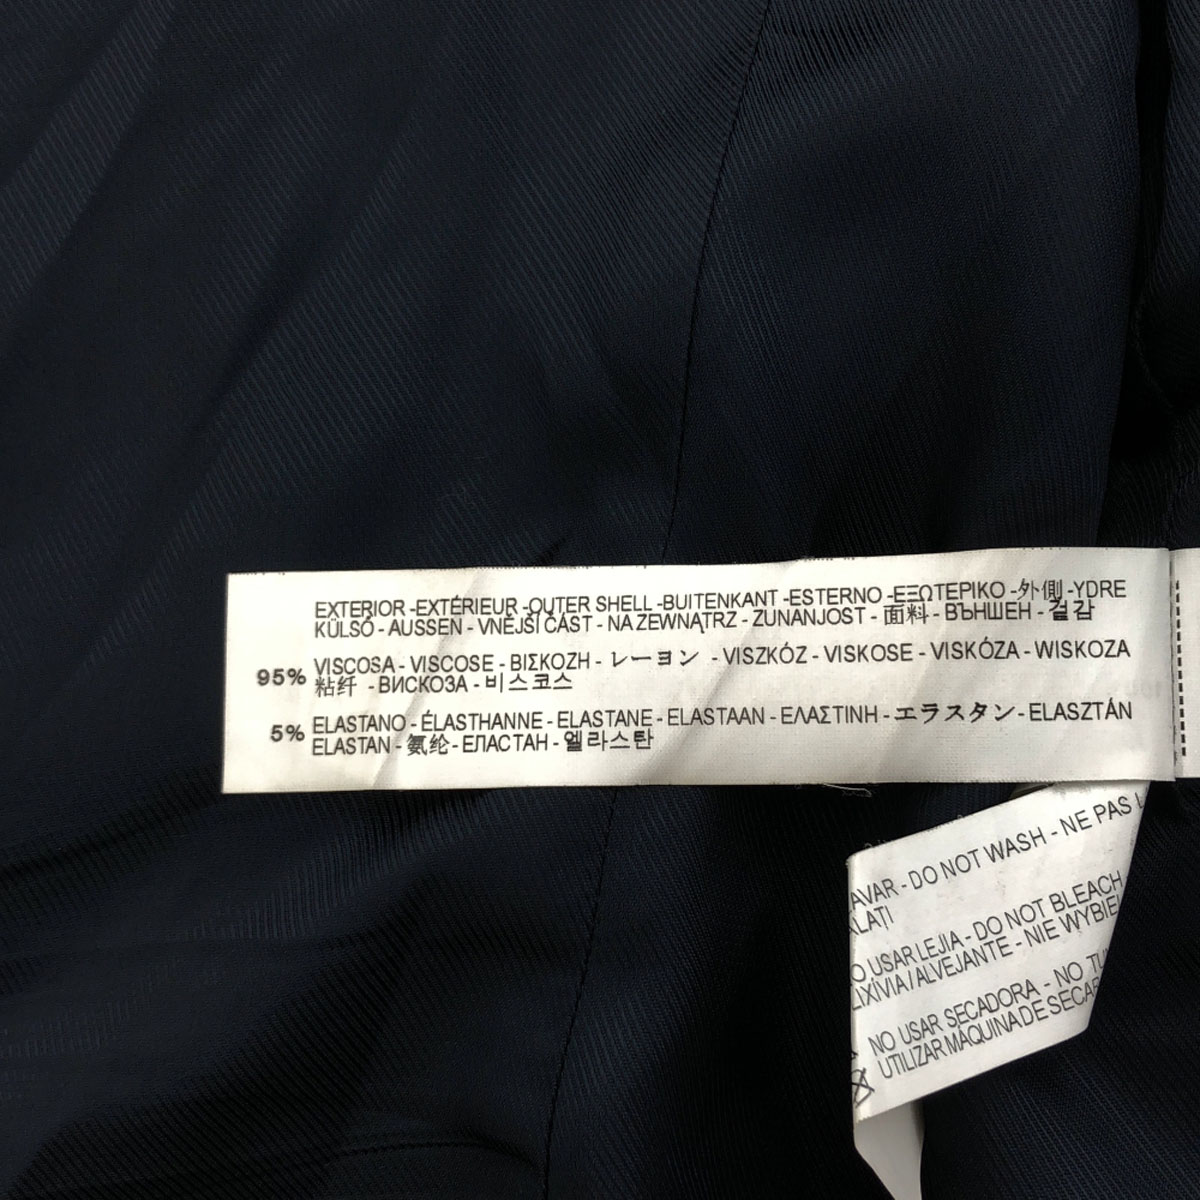 EXTERIOR -EXTÉRIEUR -OUTER SHELL -BUITENKANT -ESTERNO -ΕΞΩΤΕΡΙΚΟ -外側 -YDRE
KÜLSŐ - AUSSEN - VNĚJŠÍ ČÁST - NA ZEWNĄTRZ - ZUNANJOST - 面料 - ВЪНШЕН - 겉감
95% VISCOSA - VISCOSE - ΒΙΣΚΟΖΗ - レーヨン - VISZKÓZ - VISKOSE - VISKÓZA - WISKOZA
粘纤 - ВИСКОЗА - 비스코스
5% ELASTANO - ÉLASTHANNE - ELASTANE - ELASTAAN - ΕΛΑΣΤΙΝΗ - エラスタン - ELASZTÁN
ELASTAN - 氨纶 - ЕЛАСТАН - 엘라스탄
AVAR - DO NOT WASH - NE PAS
O USAR LEJIA - DO NOT BLEACH
LIXÍVIA / ALVEJANTE - NIE WYBIE
NO USAR SECADORA - NO TU
UTILIZAR MÁQUINA DE SECAR